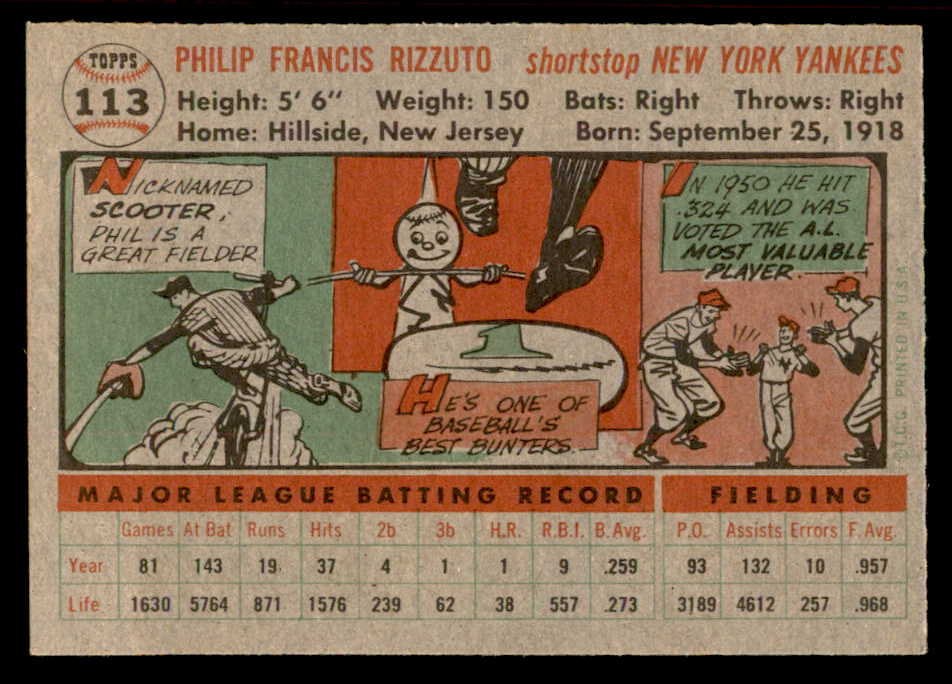 TOPPS
113
PHILIP FRANCIS RIZZUTO shortstop NEW YORK YANKEES
Height: 5' 6" Weight: 150 Bats: Right Throws: Right
Home: Hillside, New Jersey Born: September 25, 1918
NICKNAMED
SCOOTER,
PHIL IS A
GREAT FIELDER
1
HE'S ONE OF
BASEBALL'S
BEST BUNTERS.
IN 1950 HE HIT
.324 AND WAS
VOTED THE A.L.
MOST VALUABLE
PLAYER.
M
©T.C.G. PRINTED IN U.S.A.
MAJOR LEAGUE BATTING RECORD FIELDING
Games At Bat Runs Hits 2b 3b H.R. R.B.I. B. Avg. P.O. Assists Errors F. Avg.
Year 81 143 19 37 4 1 1 9 .259 93 132 10 .957
Life 1630 5764 871 1576 239 62 38 557 .273 3189 4612 257 .968